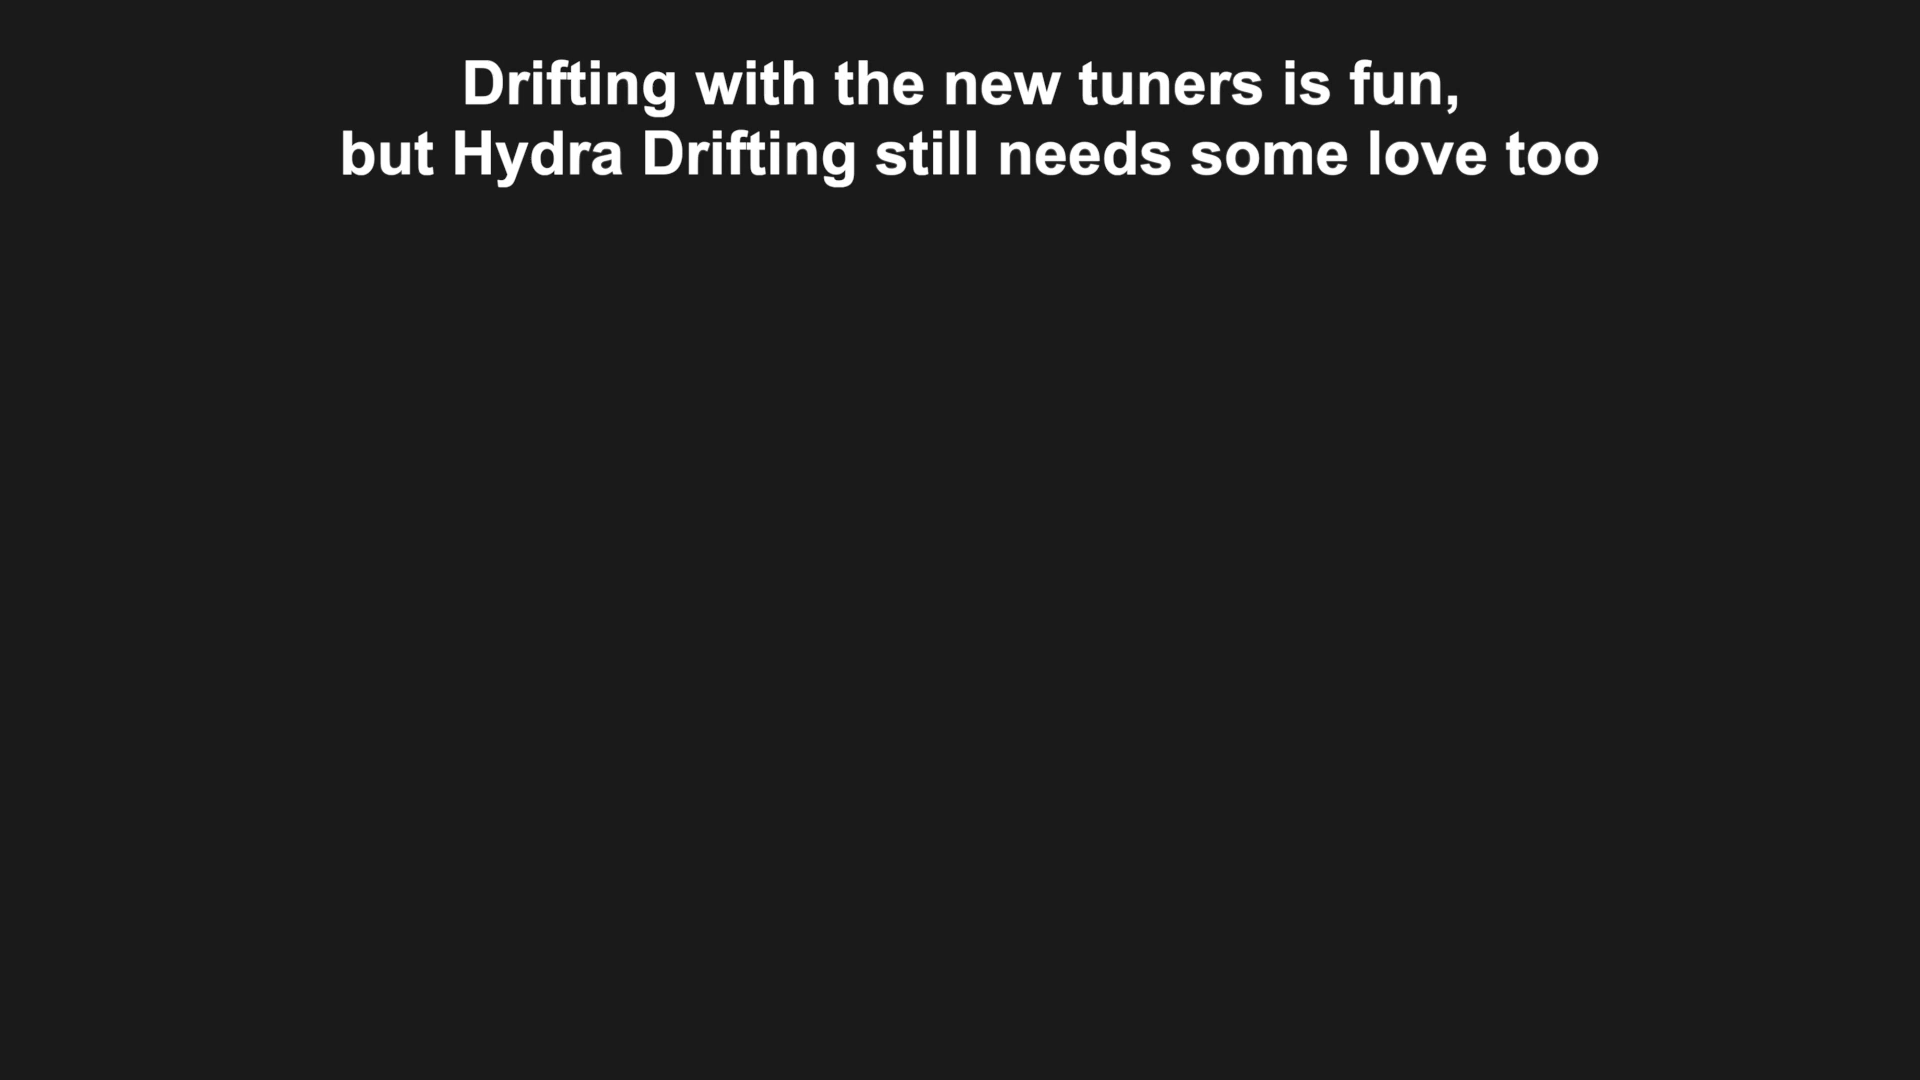 Drifting with the new tuners is fun,
but Hydra Drifting still needs some love too